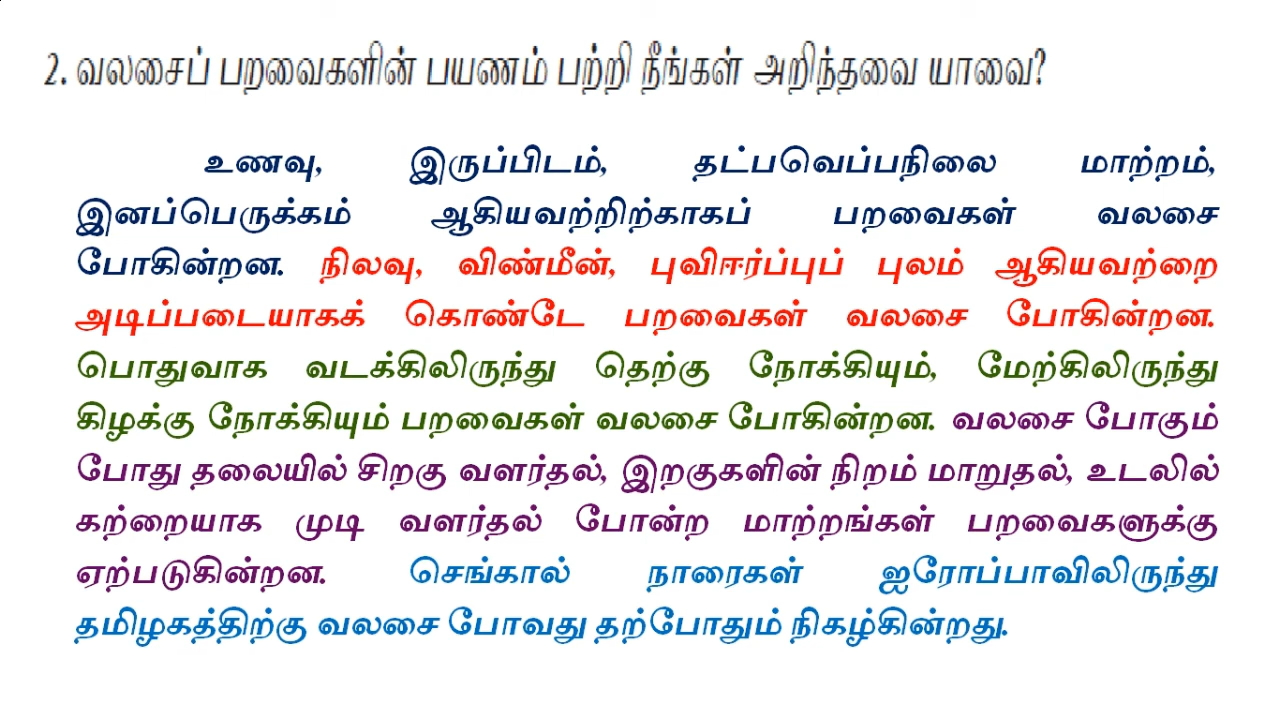 2. வலசைப் பறவைகளின் பயணம் பற்றி நீங்கள் அறிந்தவை யாவை?
உணவு, இருப்பிடம், தட்பவெப்பநிலை மாற்றம்,
இனப்பெருக்கம் ஆகியவற்றிற்காகப் பறவைகள் வலசை
போகின்றன. நிலவு, விண்மீன், புவிஈர்ப்புப் புலம் ஆகியவற்றை
அடிப்படையாகக் கொண்டே பறவைகள் வலசை போகின்றன.
பொதுவாக வடக்கிலிருந்து தெற்கு நோக்கியும், மேற்கிலிருந்து
கிழக்கு நோக்கியும் பறவைகள் வலசை போகின்றன. வலசை போகும்
போது தலையில் சிறகு வளர்தல், இறகுகளின் நிறம் மாறுதல், உடலில்
கற்றையாக முடி வளர்தல் போன்ற மாற்றங்கள் பறவைகளுக்கு
ஏற்படுகின்றன. செங்கால் நாரைகள் ஐரோப்பாவிலிருந்து
தமிழகத்திற்கு வலசை போவது தற்போதும் நிகழ்கின்றது.